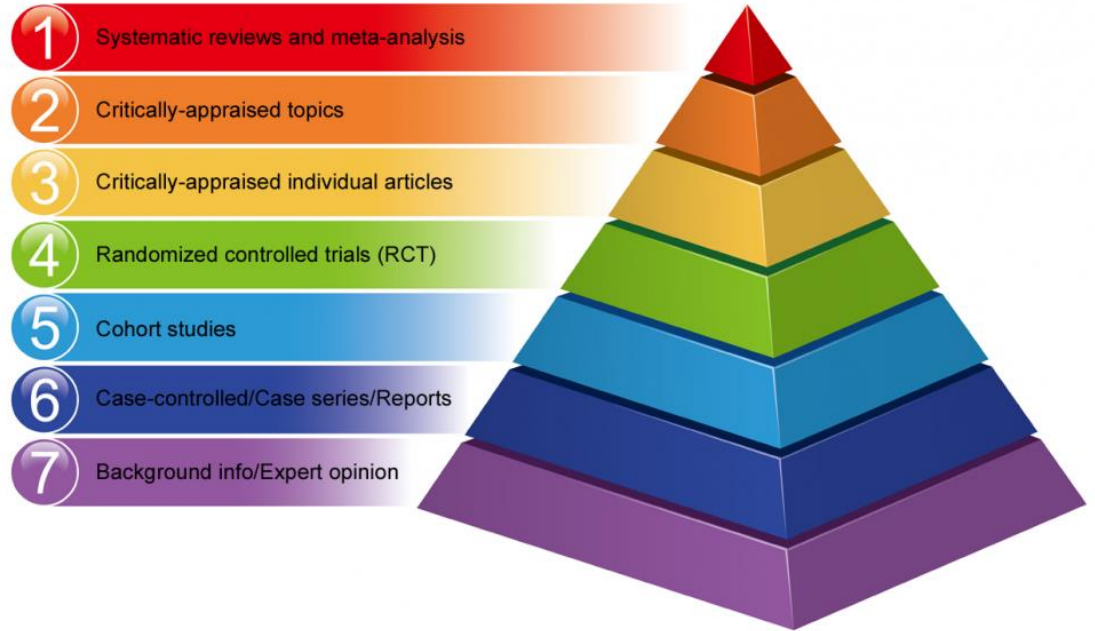 1 Systematic reviews and meta-analysis
2 Critically-appraised topics
3 Critically-appraised individual articles
4 Randomized controlled trials (RCT)
5 Cohort studies
6 Case-controlled/Case series/Reports
7 Background info/Expert opinion